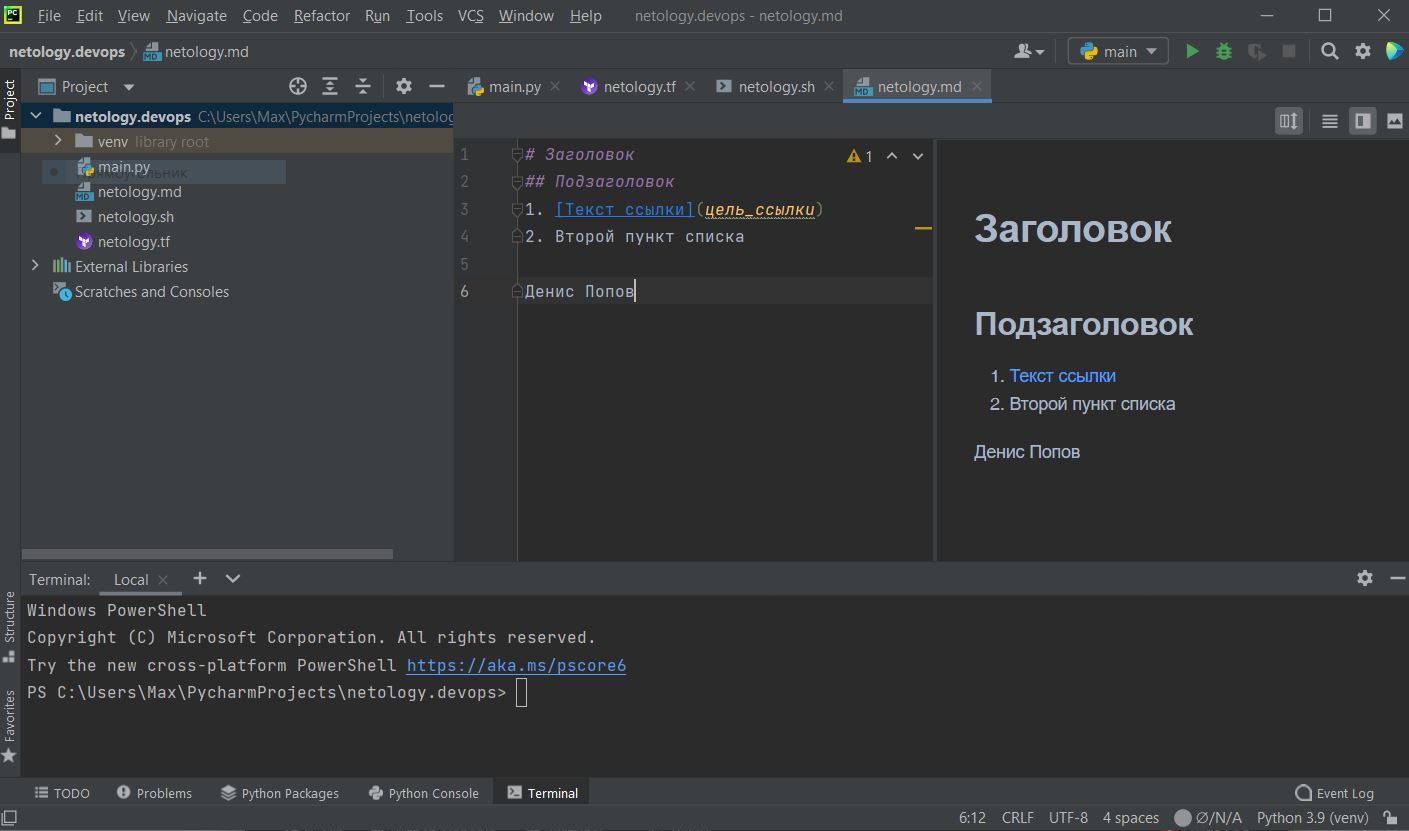 File Edit View Navigate Code Refactor Run Tools VCS Window Help netology.devops - netology.md
netology.devops netology.md main
Project
Project main.py netology.tf netology.sh netology.md
netology.devops C:\Users\Max\PycharmProjects\netolog
venv library root
main.py
netology.md
netology.sh
netology.tf
External Libraries
Scratches and Consoles
1 # Заголовок
2 ## Подзаголовок
3 1. [Текст ссылки](цель_ссылки)
4 2. Второй пункт списка
5
6 Денис Попов
1
Заголовок
Подзаголовок
1. Текст ссылки
2. Второй пункт списка
Денис Попов
Terminal: Local
Windows PowerShell
Copyright (C) Microsoft Corporation. All rights reserved.
Try the new cross-platform PowerShell https://aka.ms/pscore6
PS C:\Users\Max\PycharmProjects\netology.devops>
Structure
Favorites
TODO Problems Python Packages Python Console Terminal Event Log
6:12 CRLF UTF-8 4 spaces Ø/N/A Python 3.9 (venv)